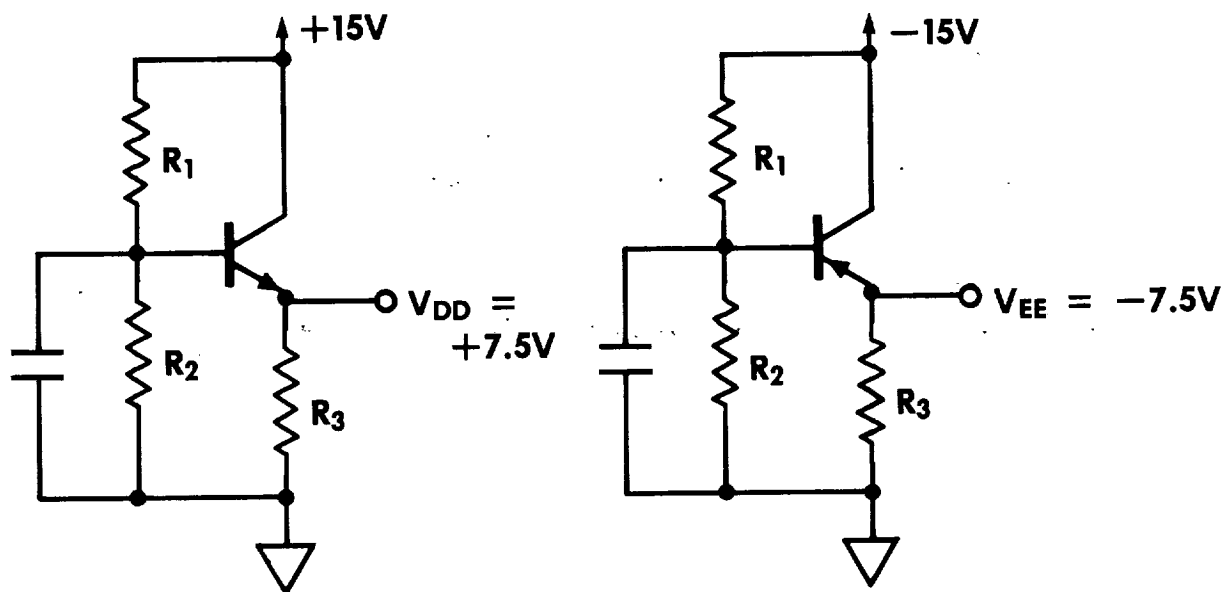 +15V
R1
R2
VDD =
+7.5V
R3
−15V
R1
R2
VEE = −7.5V
R3